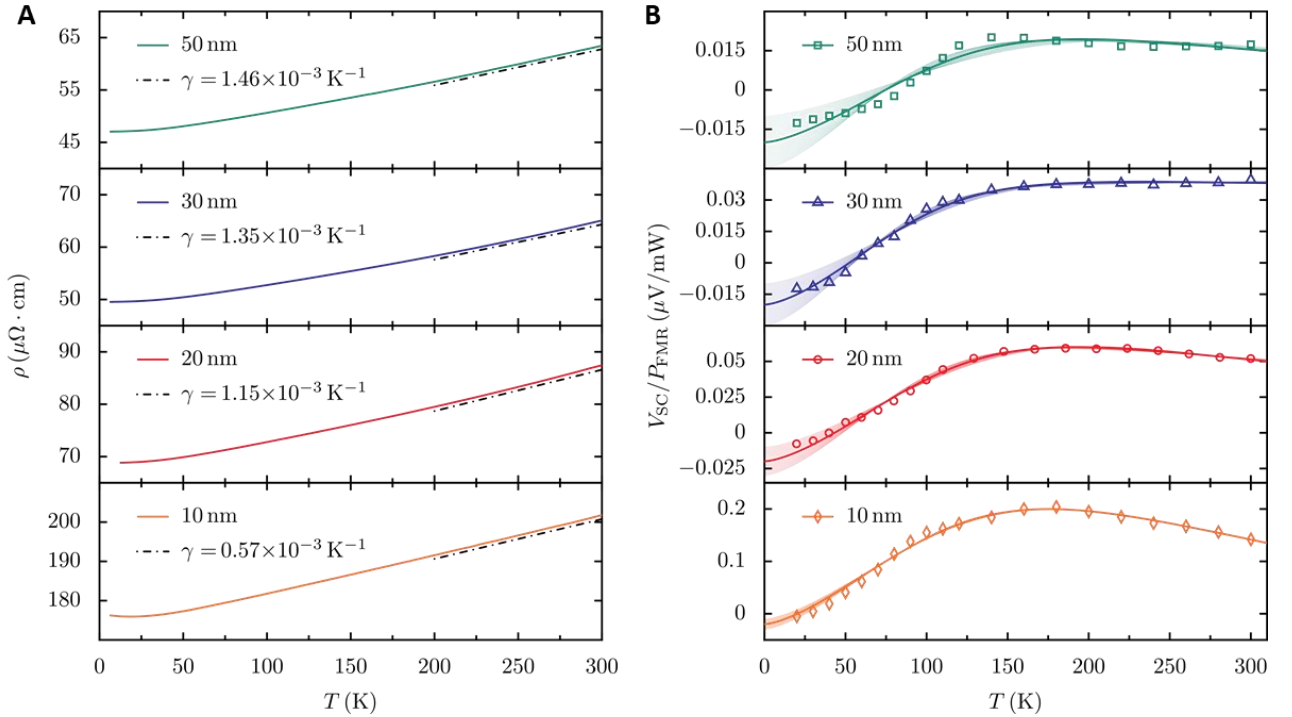 A
65
55
45
50 nm
γ = 1.46×10⁻³ K⁻¹
70
60
50
30 nm
γ = 1.35×10⁻³ K⁻¹
90
80
70
20 nm
γ = 1.15×10⁻³ K⁻¹
200
190
180
10 nm
γ = 0.57×10⁻³ K⁻¹
ρ (μΩ · cm)
0 50 100 150 200 250 300
T (K)
B
0.015
0
−0.015
50 nm
0.03
0.015
0
−0.015
30 nm
0.05
0.025
0
−0.025
20 nm
0.2
0.1
0
10 nm
V_SC/P_FMR (μV/mW)
0 50 100 150 200 250 300
T (K)